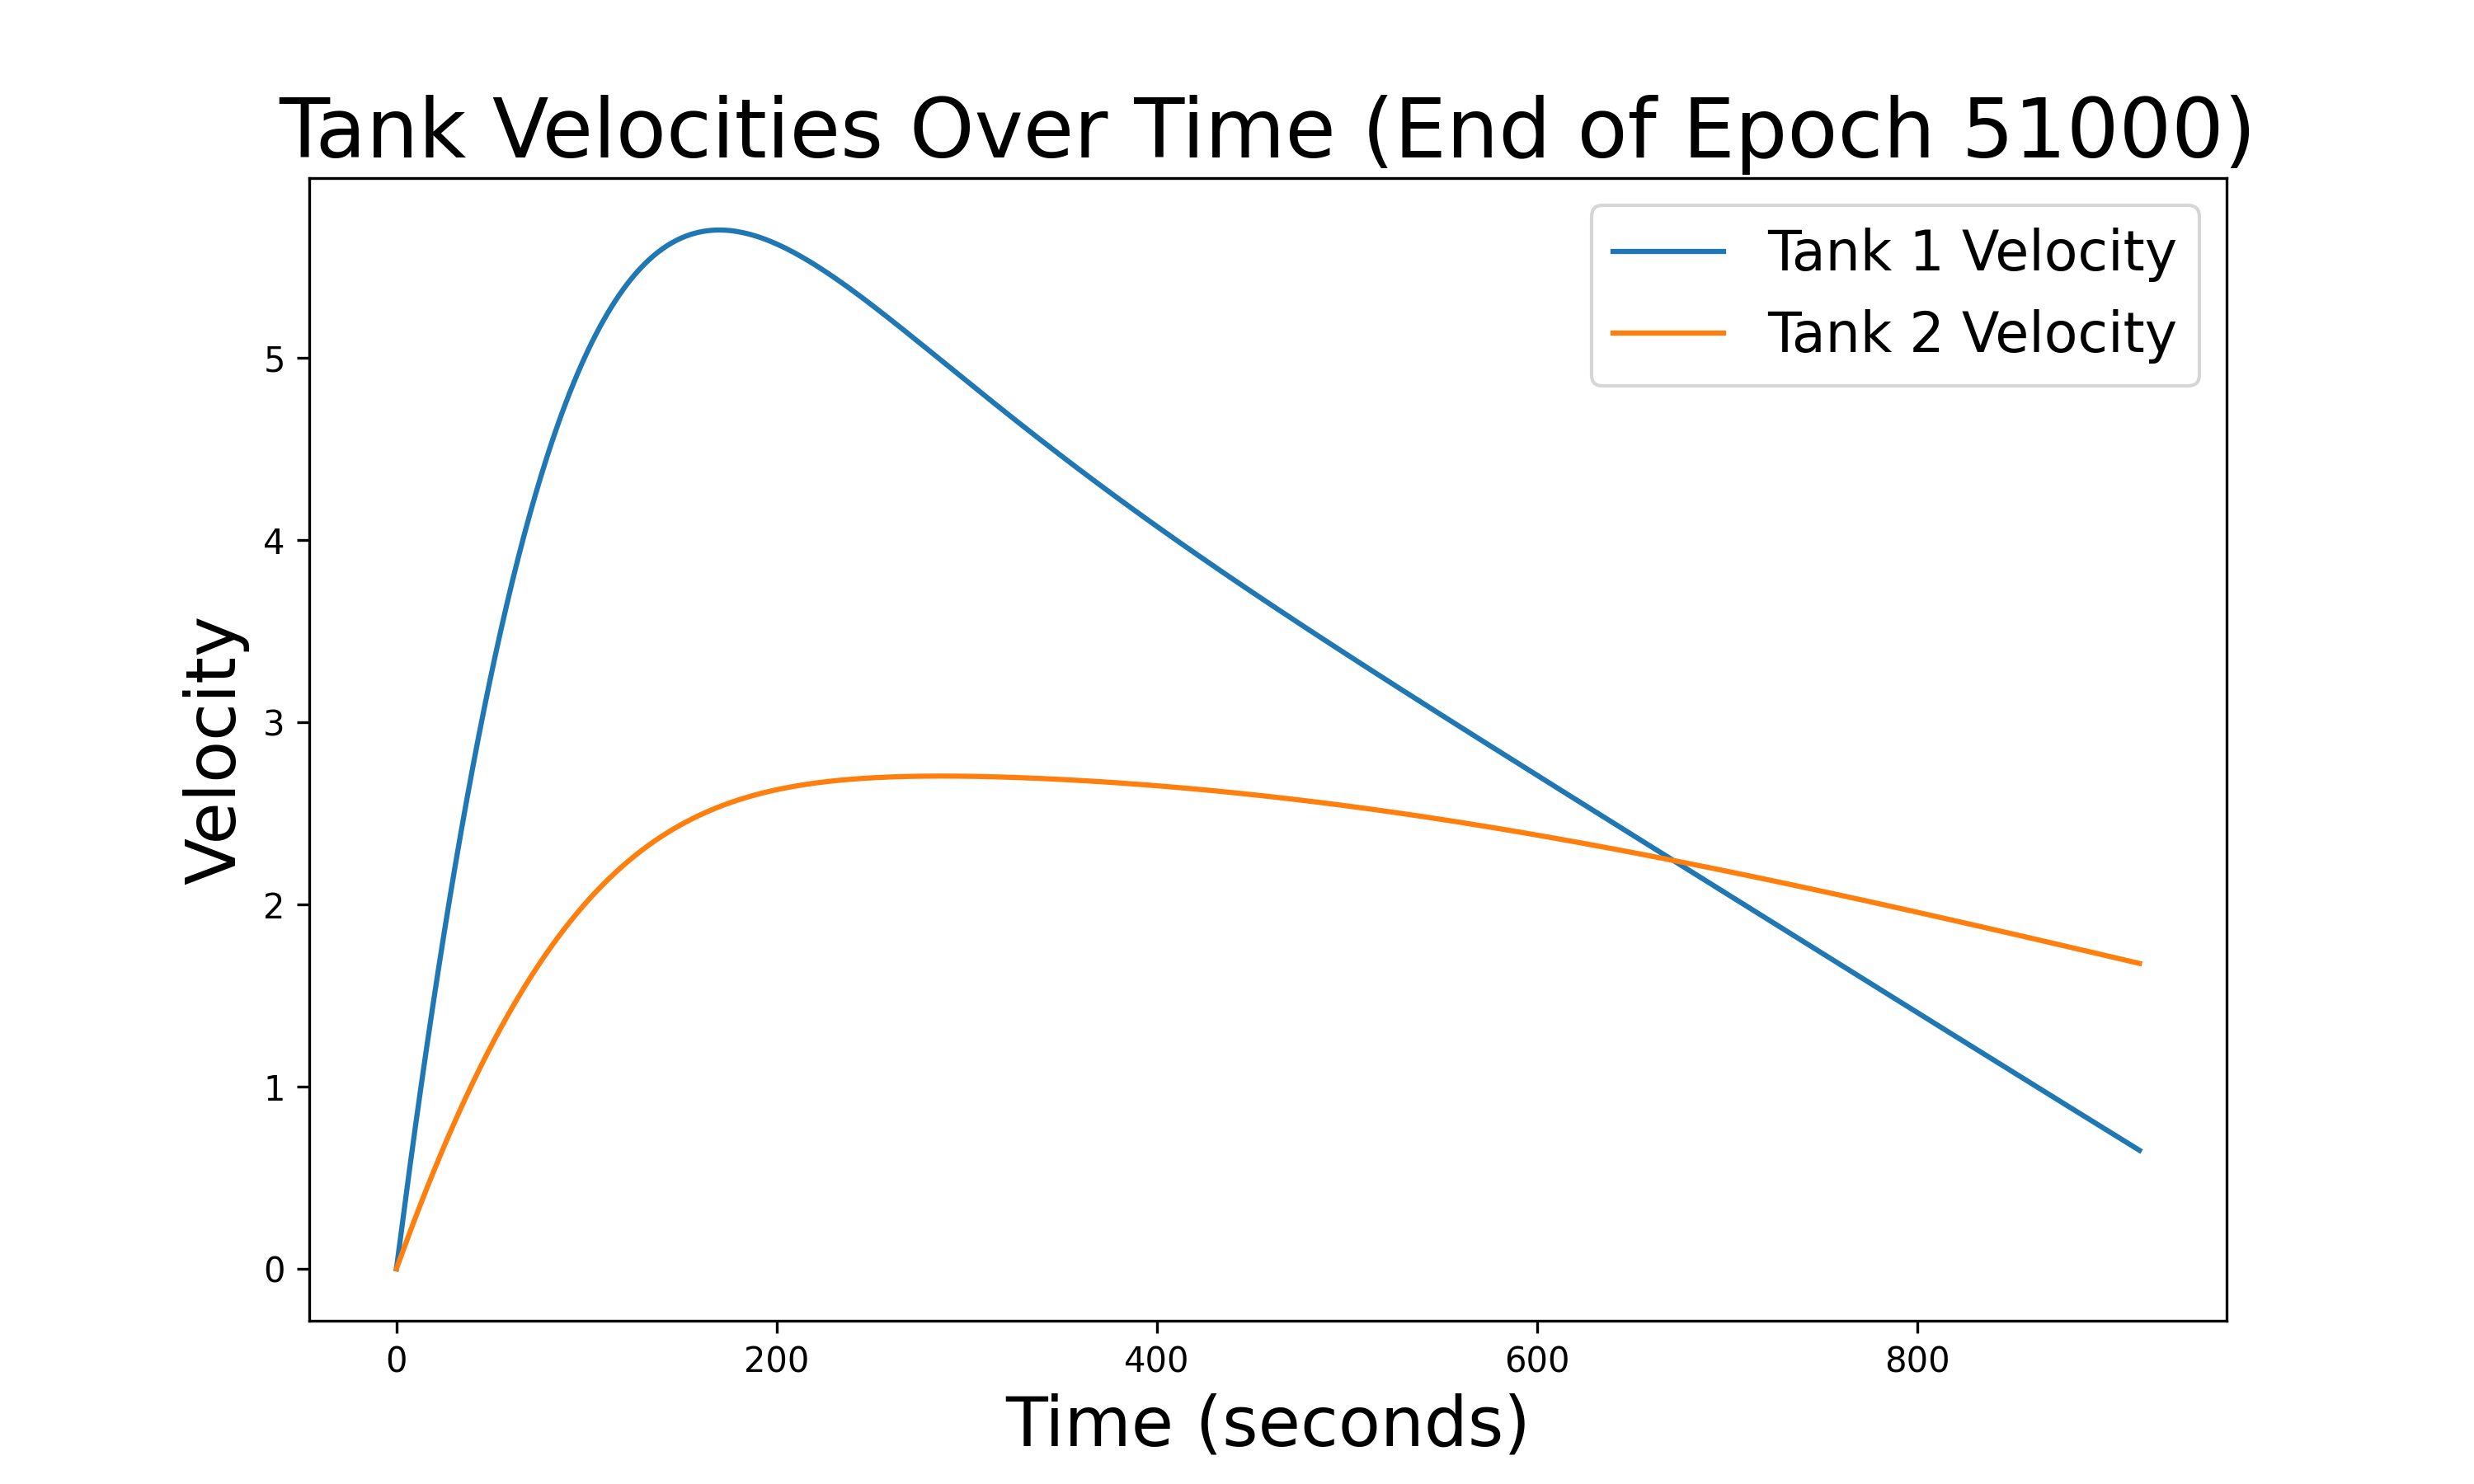 Tank Velocities Over Time (End of Epoch 51000)
Tank 1 Velocity
Tank 2 Velocity
Velocity
5
4
3
2
1
0
0 200 400 600 800
Time (seconds)